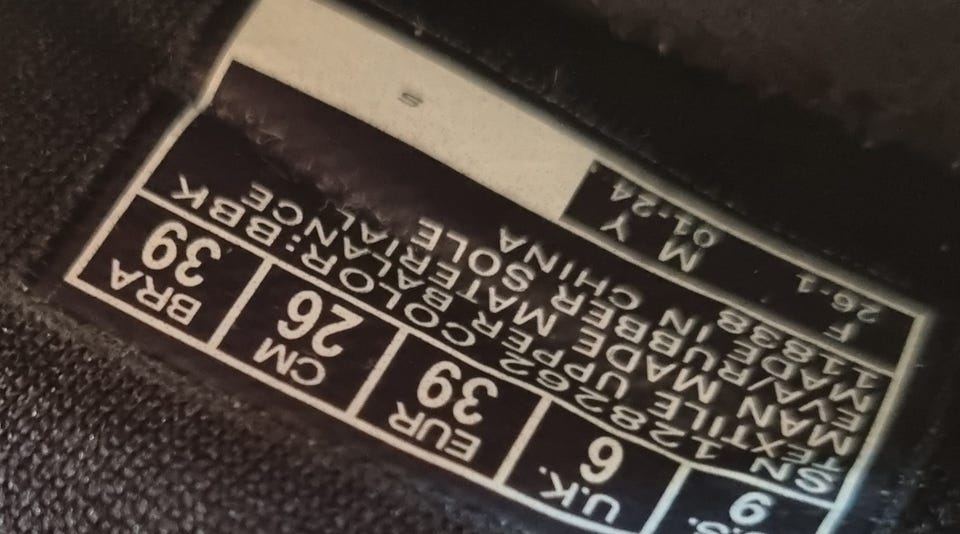 U.S. U.K. EUR CM BRA
9 6 39 26 39
SN: 128262 COLOR: BBK
TEXTILE UPPER
MAN MADE MATERIAL
EVA/RUBBER SOLE
MADE IN CHINA
11838
F M Y
26.1 01.24
S